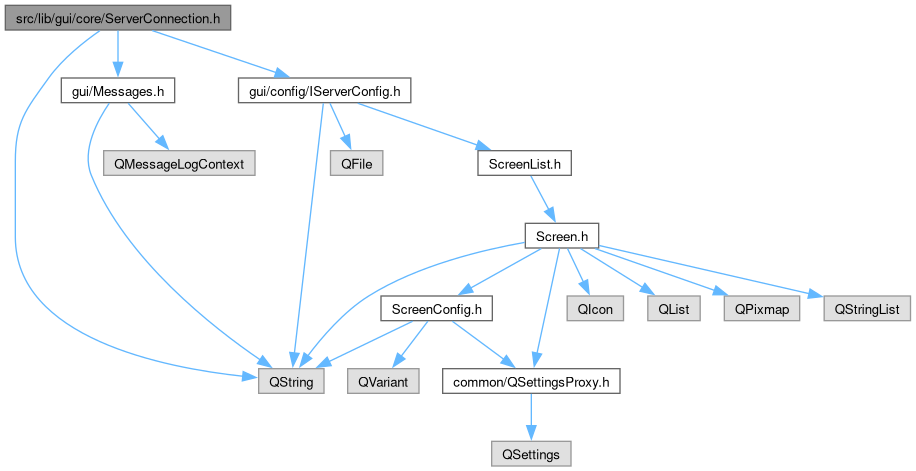 src/lib/gui/core/ServerConnection.h
gui/Messages.h
gui/config/IServerConfig.h
QMessageLogContext
QFile
ScreenList.h
Screen.h
ScreenConfig.h
QIcon
QList
QPixmap
QStringList
QString
QVariant
common/QSettingsProxy.h
QSettings